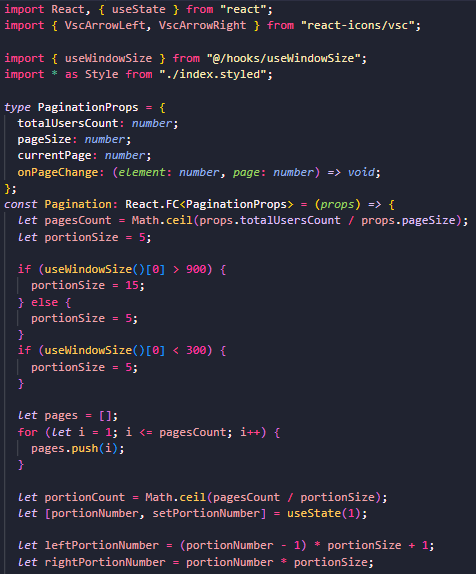 import React, { useState } from "react";
import { VscArrowLeft, VscArrowRight } from "react-icons/vsc";

import { useWindowSize } from "@/hooks/useWindowSize";
import * as Style from "./index.styled";

type PaginationProps = {
  totalUsersCount: number;
  pageSize: number;
  currentPage: number;
  onPageChange: (element: number, page: number) => void;
};
const Pagination: React.FC<PaginationProps> = (props) => {
  let pagesCount = Math.ceil(props.totalUsersCount / props.pageSize);
  let portionSize = 5;

  if (useWindowSize()[0] > 900) {
    portionSize = 15;
  } else {
    portionSize = 5;
  }
  if (useWindowSize()[0] < 300) {
    portionSize = 5;
  }

  let pages = [];
  for (let i = 1; i <= pagesCount; i++) {
    pages.push(i);
  }

  let portionCount = Math.ceil(pagesCount / portionSize);
  let [portionNumber, setPortionNumber] = useState(1);

  let leftPortionNumber = (portionNumber - 1) * portionSize + 1;
  let rightPortionNumber = portionNumber * portionSize;